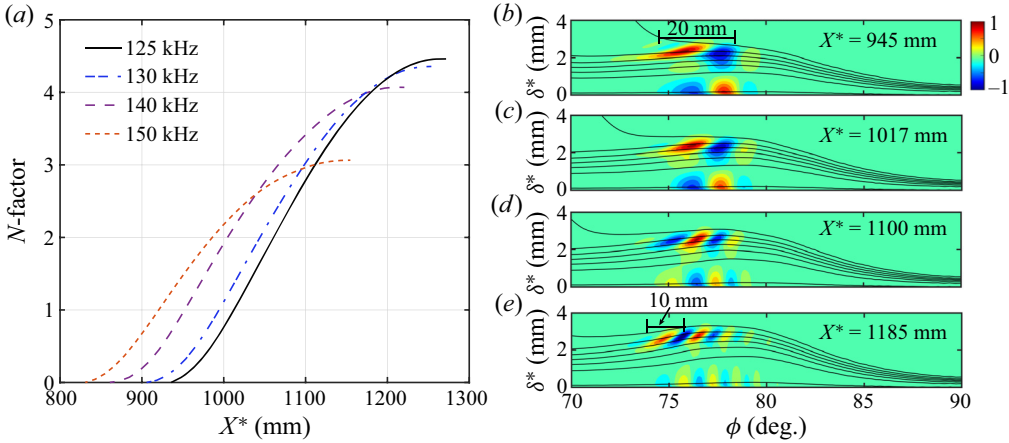 (a)
5
4
3
2
1
0
N-factor
125 kHz
130 kHz
140 kHz
150 kHz
800 900 1000 1100 1200 1300
X* (mm)
(b)
20 mm
X* = 945 mm
δ* (mm)
4
2
0
1
−1
(c)
X* = 1017 mm
δ* (mm)
4
2
0
(d)
X* = 1100 mm
δ* (mm)
4
2
0
(e)
10 mm
X* = 1185 mm
δ* (mm)
4
2
0
70 75 80 85 90
ϕ (deg.)